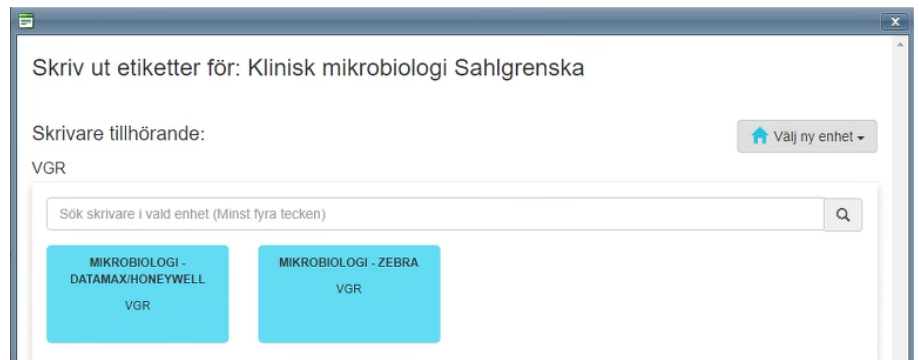 x
Skriv ut etiketter för: Klinisk mikrobiologi Sahlgrenska
Skrivare tillhörande:
Välj ny enhet
VGR
Sök skrivare i vald enhet (Minst fyra tecken)
MIKROBIOLOGI -
DATAMAX/HONEYWELL
VGR
MIKROBIOLOGI - ZEBRA
VGR